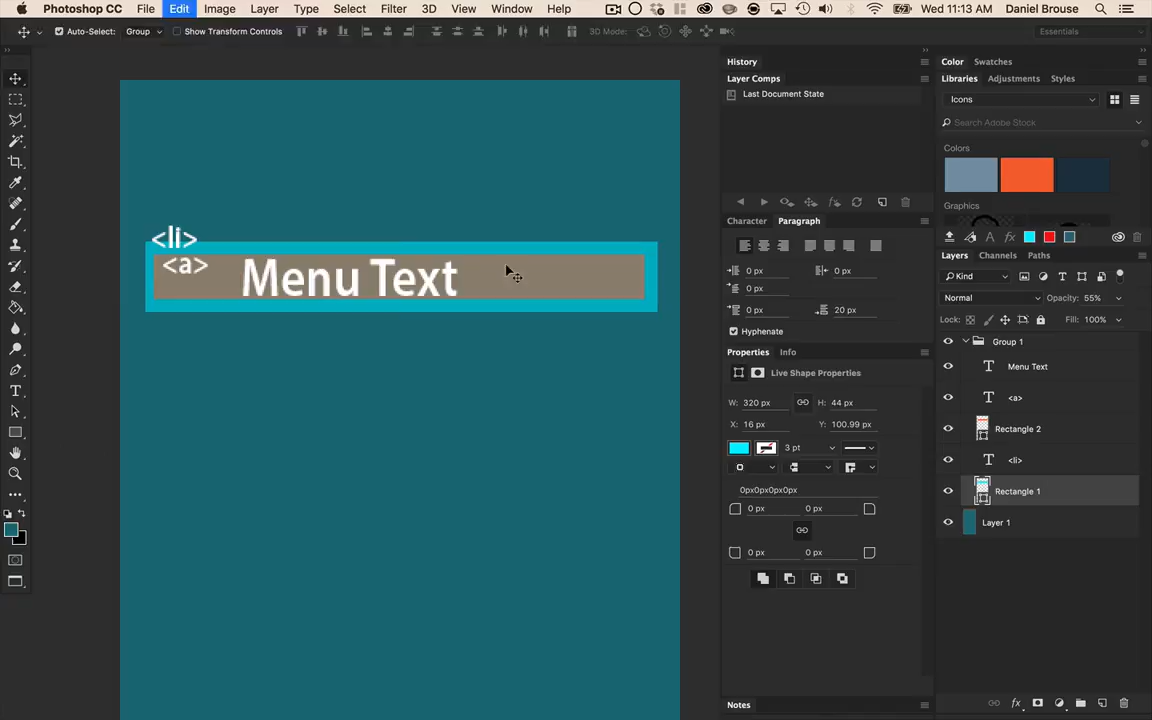 Photoshop CC File Edit Image Layer Type Select Filter 3D View Window Help Wed 11:13 AM Daniel Brouse
Auto-Select: Group Show Transform Controls 3D Mode: Essentials
History
Layer Comps
Last Document State
Color Swatches
Libraries Adjustments Styles
Icons
Search Adobe Stock
Colors
Graphics
Character Paragraph
0 px 0 px
0 px
0 px 20 px
Hyphenate
Properties Info
Live Shape Properties
W: 320 px H: 44 px
X: 16 px Y: 100.99 px
3 pt
0px0px0px0px
0 px 0 px
0 px 0 px
Notes
Layers Channels Paths
Kind
Normal Opacity: 55%
Lock: Fill: 100%
Group 1
T Menu Text
T <a>
Rectangle 2
T <li>
Rectangle 1
Layer 1
fx
<li>
<a> Menu Text